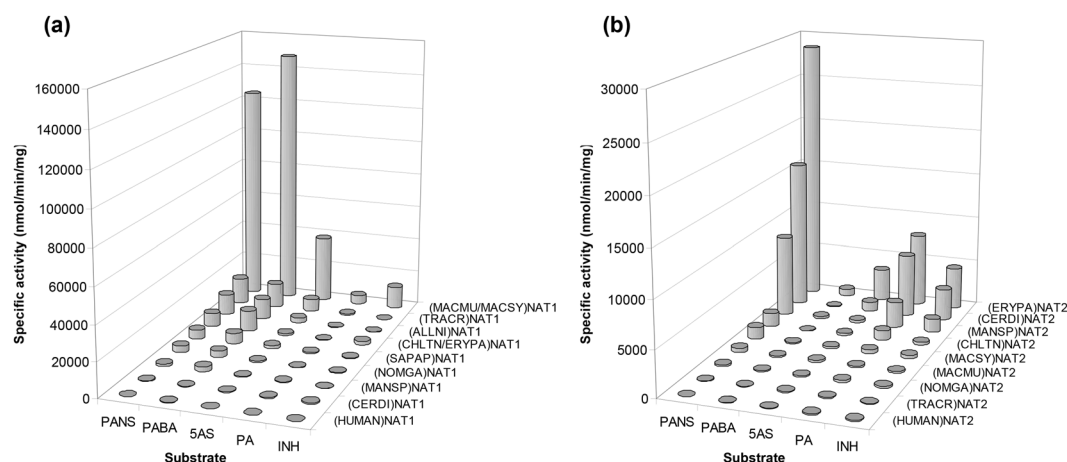 (a)
Specific activity (nmol/min/mg)
160000
140000
120000
100000
80000
60000
40000
20000
0
PANS
PABA
5AS
PA
INH
Substrate
(MACMU/MACSY)NAT1
(TRACR)NAT1
(ALLNI)NAT1
(CHLTN/ERYPA)NAT1
(SAPAP)NAT1
(NOMGA)NAT1
(MANSP)NAT1
(CERDI)NAT1
(HUMAN)NAT1
(b)
Specific activity (nmol/min/mg)
30000
25000
20000
15000
10000
5000
0
PANS
PABA
5AS
PA
INH
Substrate
(ERYPA)NAT2
(CERDI)NAT2
(MANSP)NAT2
(CHLTN)NAT2
(MACSY)NAT2
(MACMU)NAT2
(NOMGA)NAT2
(TRACR)NAT2
(HUMAN)NAT2